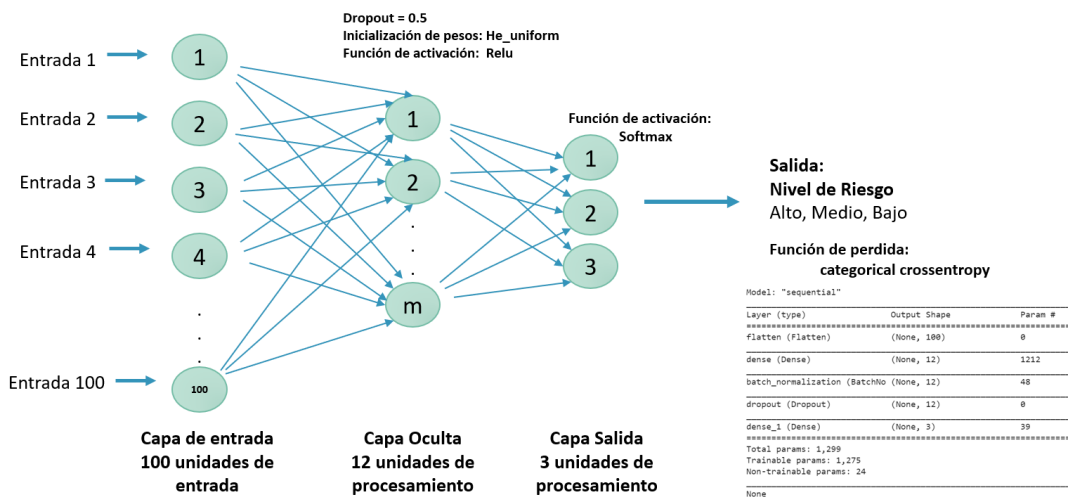 Dropout = 0.5
Inicialización de pesos: He_uniform
Función de activación: Relu
Entrada 1
Entrada 2
Entrada 3
Entrada 4
.
.
.
Entrada 100
1
2
3
4
.
.
.
100
1
2
.
.
.
m
Función de activación:
Softmax
1
2
3
Capa de entrada
100 unidades de
entrada
Capa Oculta
12 unidades de
procesamiento
Capa Salida
3 unidades de
procesamiento
Salida:
Nivel de Riesgo
Alto, Medio, Bajo
Función de perdida:
categorical crossentropy
Model: "sequential"
Layer (type) Output Shape Param #
flatten (Flatten) (None, 100) 0
dense (Dense) (None, 12) 1212
batch_normalization (BatchNo (None, 12) 48
dropout (Dropout) (None, 12) 0
dense_1 (Dense) (None, 3) 39
Total params: 1,299
Trainable params: 1,275
Non-trainable params: 24
None